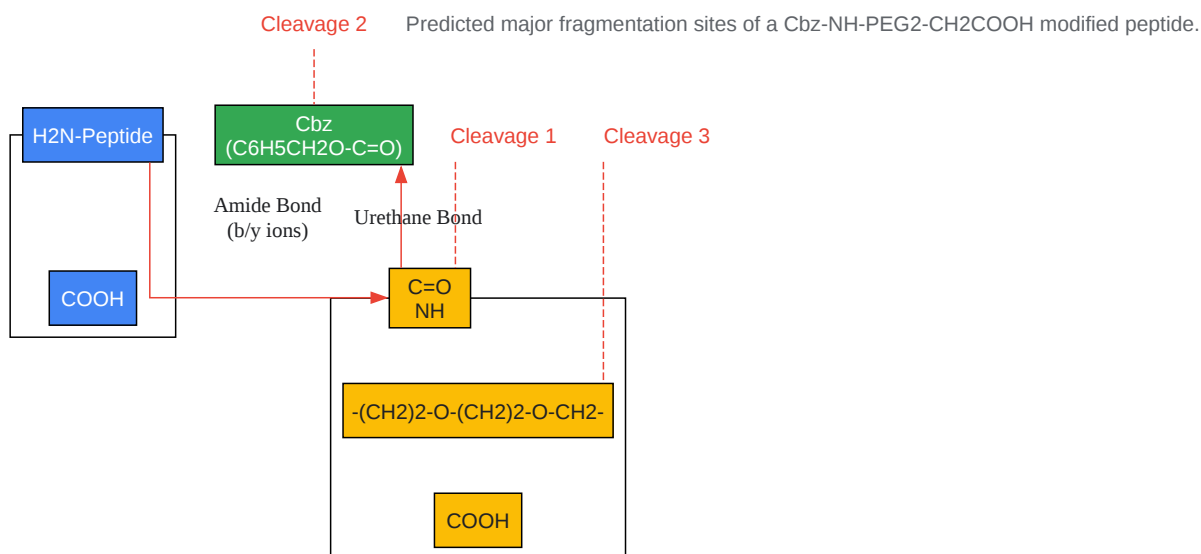 Cleavage 2
Predicted major fragmentation sites of a Cbz-NH-PEG2-CH2COOH modified peptide.
H2N-Peptide
Cbz
(C6H5CH2O-C=O)
Cleavage 1
Cleavage 3
Amide Bond
(b/y ions)
Urethane Bond
COOH
C=O
NH
-(CH2)2-O-(CH2)2-O-CH2-
COOH